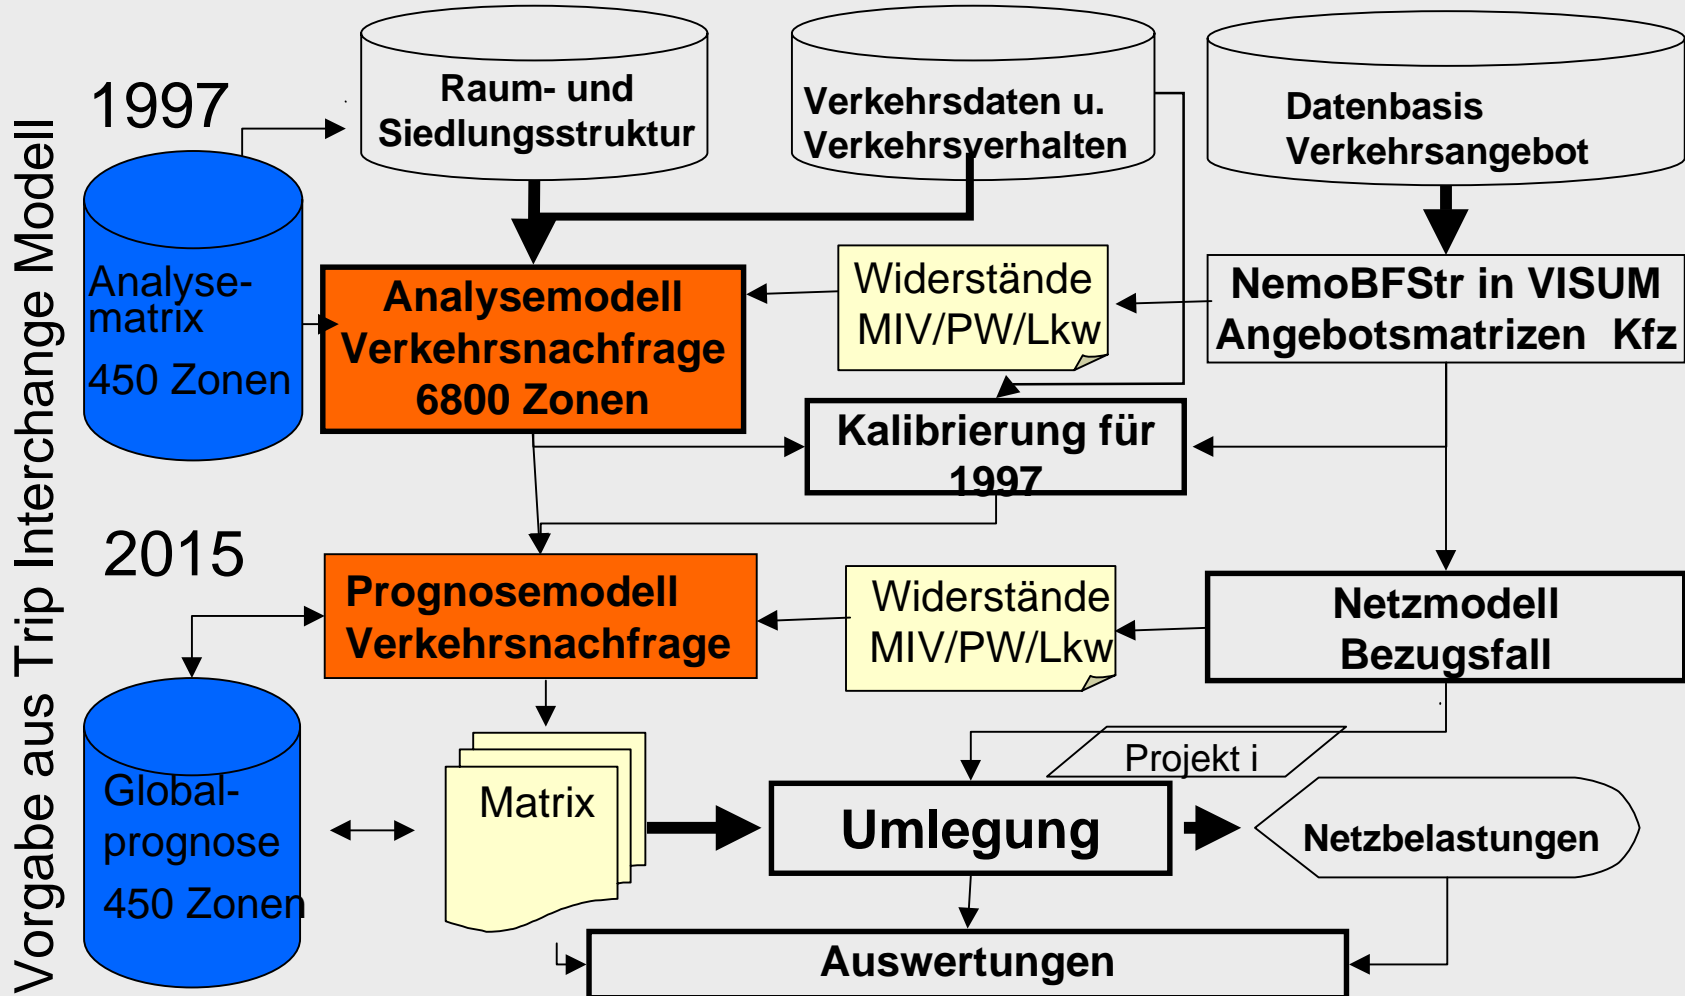 Vorgabe aus Trip Interchange Modell
1997
Raum- und
Siedlungsstruktur
Verkehrsdaten u.
Verkehrsverhalten
Datenbasis
Verkehrsangebot
Analyse-
matrix
450 Zonen
Analysemodell
Verkehrsnachfrage
6800 Zonen
Widerstände
MIV/PW/Lkw
NemoBFStr in VISUM
Angebotsmatrizen Kfz
Kalibrierung für
1997
2015
Prognosemodell
Verkehrsnachfrage
Widerstände
MIV/PW/Lkw
Netzmodell
Bezugsfall
Global-
prognose
450 Zonen
Matrix
Projekt i
Umlegung
Netzbelastungen
Auswertungen